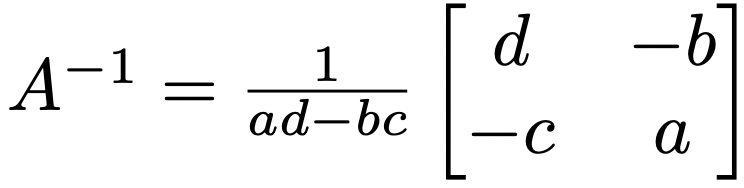 A⁻¹ = 1/(ad−bc) [d −b; −c a]